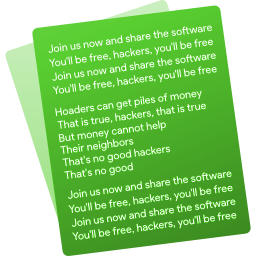 Join us now and share the software
You'll be free, hackers, you'll be free
Join us now and share the software
You'll be free, hackers, you'll be free
Hoaders can get piles of money
That is true, hackers, that is true
But money cannot help
Their neighbors
That's no good hackers
That's no good
Join us now and share the software
You'll be free, hackers, you'll be free
Join us now and share the software
You'll be free, hackers, you'll be free